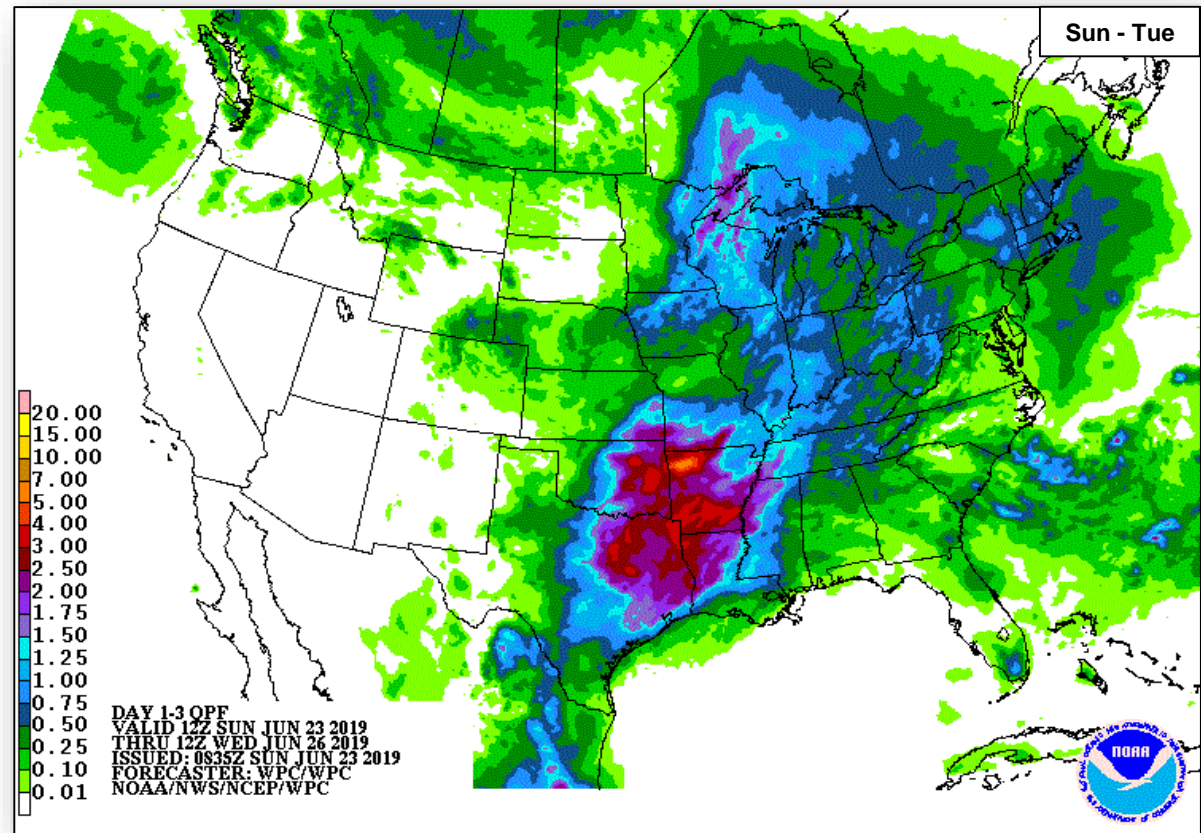 Sun - Tue
20.00
15.00
10.00
7.00
5.00
4.00
3.00
2.50
2.00
1.75
1.50
1.25
1.00
0.75
0.50
0.25
0.10
0.01
DAY 1-3 QPF
VALID 12Z SUN JUN 23 2019
THRU 12Z WED JUN 26 2019
ISSUED: 0835Z SUN JUN 23 2019
FORECASTER: WPC/WPC
NOAA/NWS/NCEP/WPC
NOAA